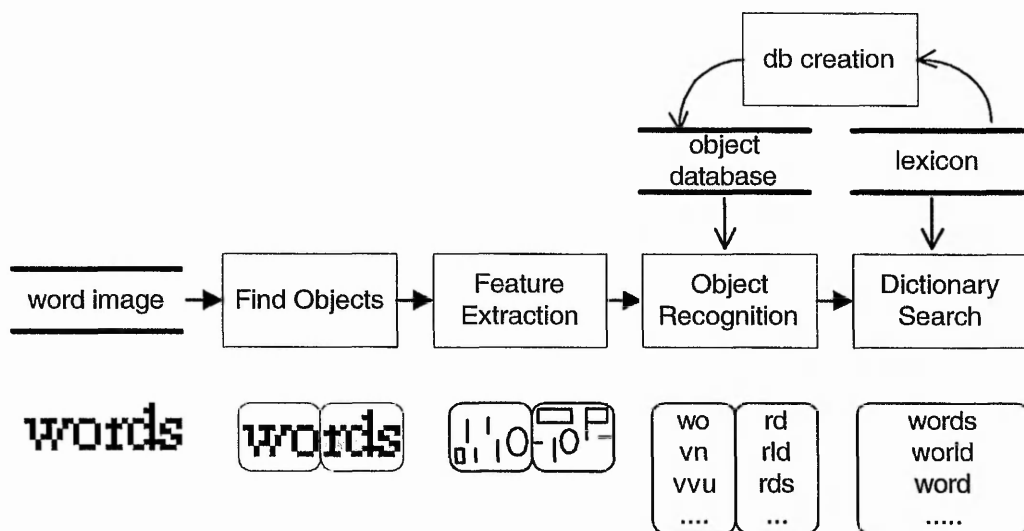 db creation
object
database
lexicon
word image
Find Objects
Feature
Extraction
Object
Recognition
Dictionary
Search
words
words
wo
vn
vvu
....
rd
rld
rds
...
words
world
word
.....